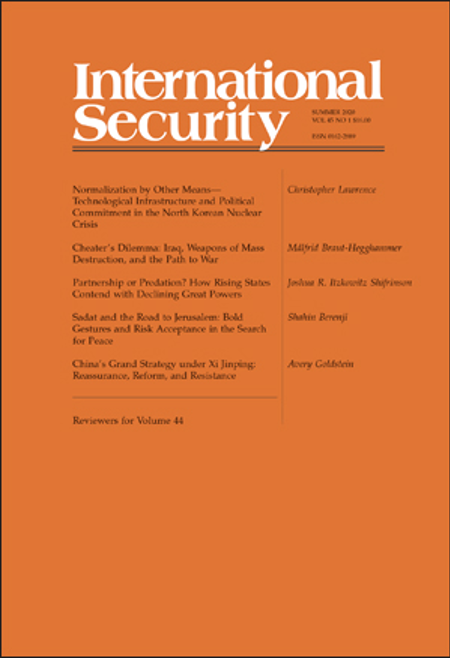 International
Security
SUMMER 2020
VOL 45 NO 1 $15.00
ISSN 0162-2889
Normalization by Other Means—
Technological Infrastructure and Political
Commitment in the North Korean Nuclear
Crisis
Christopher Lawrence
Cheater's Dilemma: Iraq, Weapons of Mass
Destruction, and the Path to War
Målfrid Braut-Hegghammer
Partnership or Predation? How Rising States
Contend with Declining Great Powers
Joshua R. Itzkowitz Shifrinson
Sadat and the Road to Jerusalem: Bold
Gestures and Risk Acceptance in the Search
for Peace
Shahin Berenji
China's Grand Strategy under Xi Jinping:
Reassurance, Reform, and Resistance
Avery Goldstein
Reviewers for Volume 44